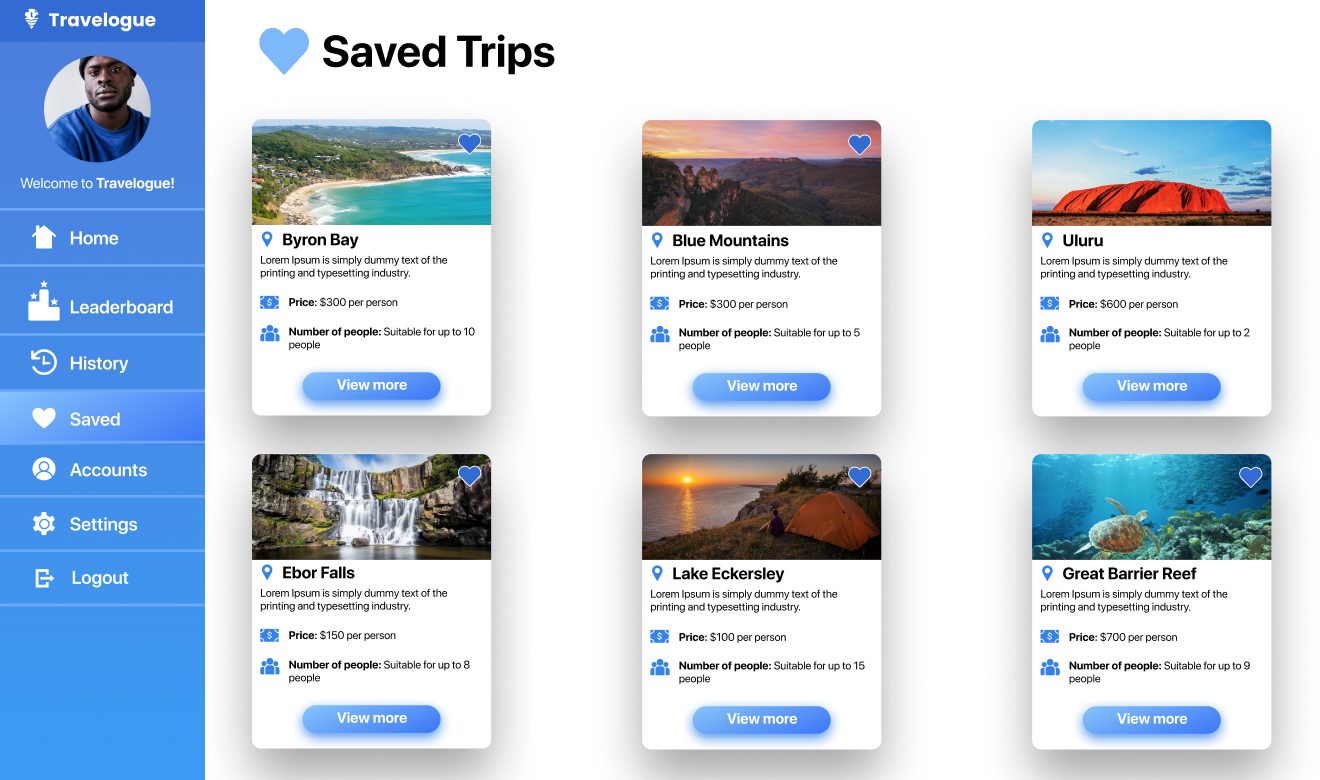 Travelogue
Welcome to Travelogue!
Home
Leaderboard
History
Saved
Accounts
Settings
Logout
Saved Trips
Byron Bay
Lorem Ipsum is simply dummy text of the
printing and typesetting industry.
Price: $300 per person
Number of people: Suitable for up to 10
people
View more
Blue Mountains
Lorem Ipsum is simply dummy text of the
printing and typesetting industry.
Price: $300 per person
Number of people: Suitable for up to 5
people
View more
Uluru
Lorem Ipsum is simply dummy text of the
printing and typesetting industry.
Price: $600 per person
Number of people: Suitable for up to 2
people
View more
Ebor Falls
Lorem Ipsum is simply dummy text of the
printing and typesetting industry.
Price: $150 per person
Number of people: Suitable for up to 8
people
View more
Lake Eckersley
Lorem Ipsum is simply dummy text of the
printing and typesetting industry.
Price: $100 per person
Number of people: Suitable for up to 15
people
View more
Great Barrier Reef
Lorem Ipsum is simply dummy text of the
printing and typesetting industry.
Price: $700 per person
Number of people: Suitable for up to 9
people
View more